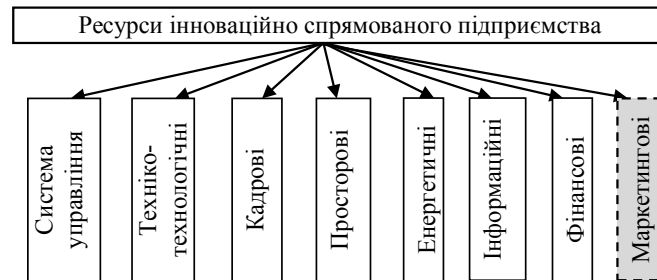 Ресурси інноваційно спрямованого підприємства
Система
управління
Техніко-
технологічні
Кадрові
Просторові
Енергетичні
Інформаційні
Фінансові
Маркетингові